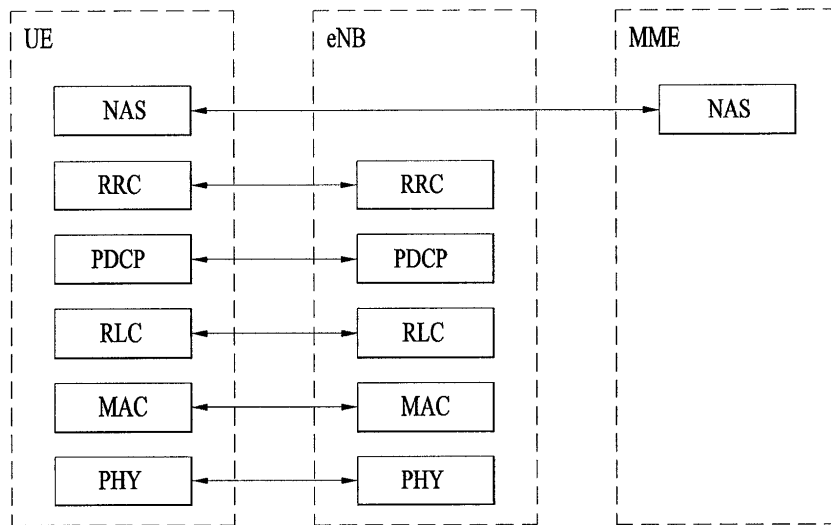 UE eNB MME
NAS NAS
RRC RRC
PDCP PDCP
RLC RLC
MAC MAC
PHY PHY